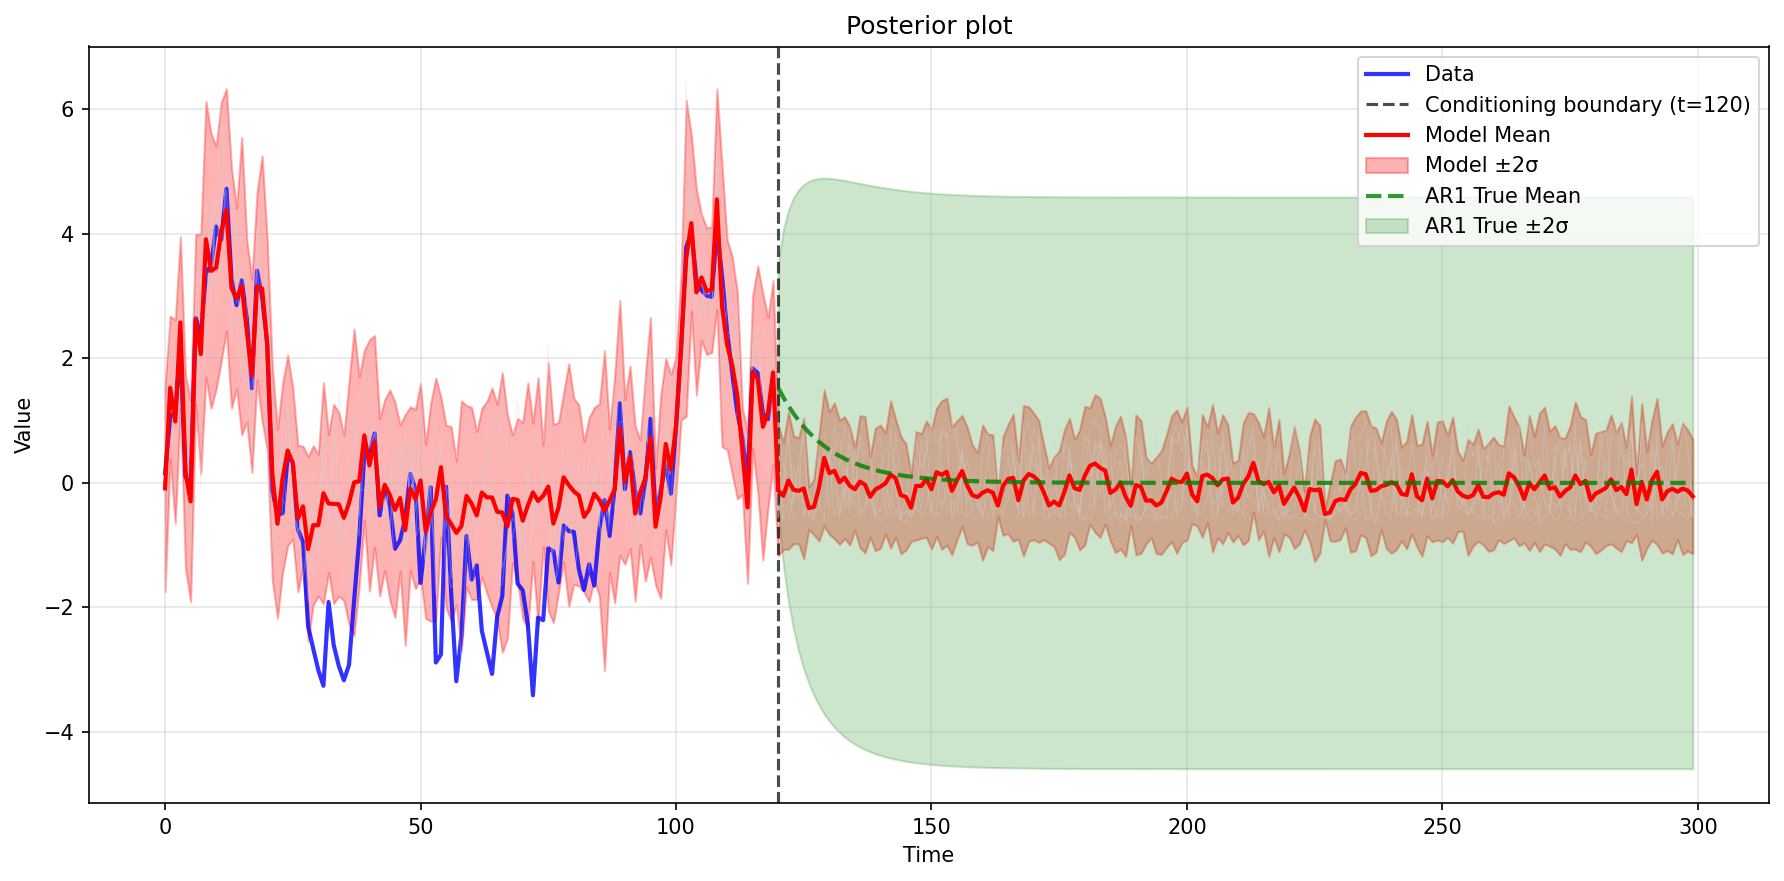 Posterior plot
Data
Conditioning boundary (t=120)
Model Mean
Model ±2σ
AR1 True Mean
AR1 True ±2σ
6
4
2
0
−2
−4
Value
0
50
100
150
200
250
300
Time